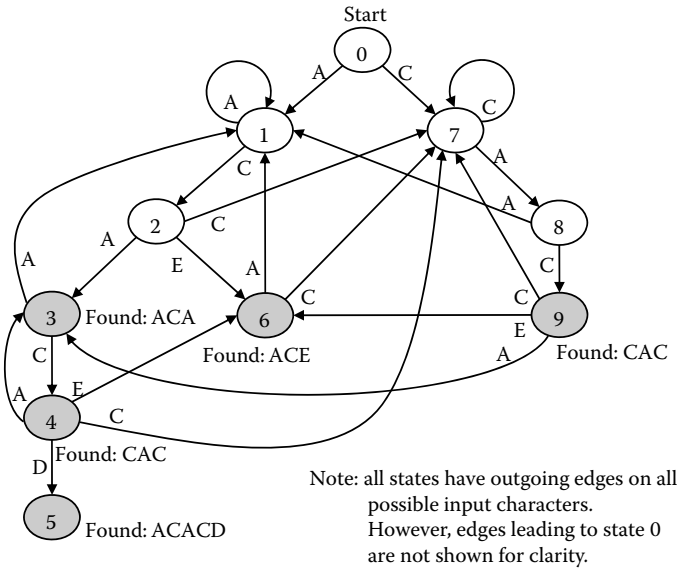 Start
0
A C
A C
1 7
C A
A
2 C 8
A E C
A
3 Found: ACA
A C
6 Found: ACE
C E A
9 Found: CAC
C
A E C
4 Found: CAC
D
5 Found: ACACD
Note: all states have outgoing edges on all
possible input characters.
However, edges leading to state 0
are not shown for clarity.